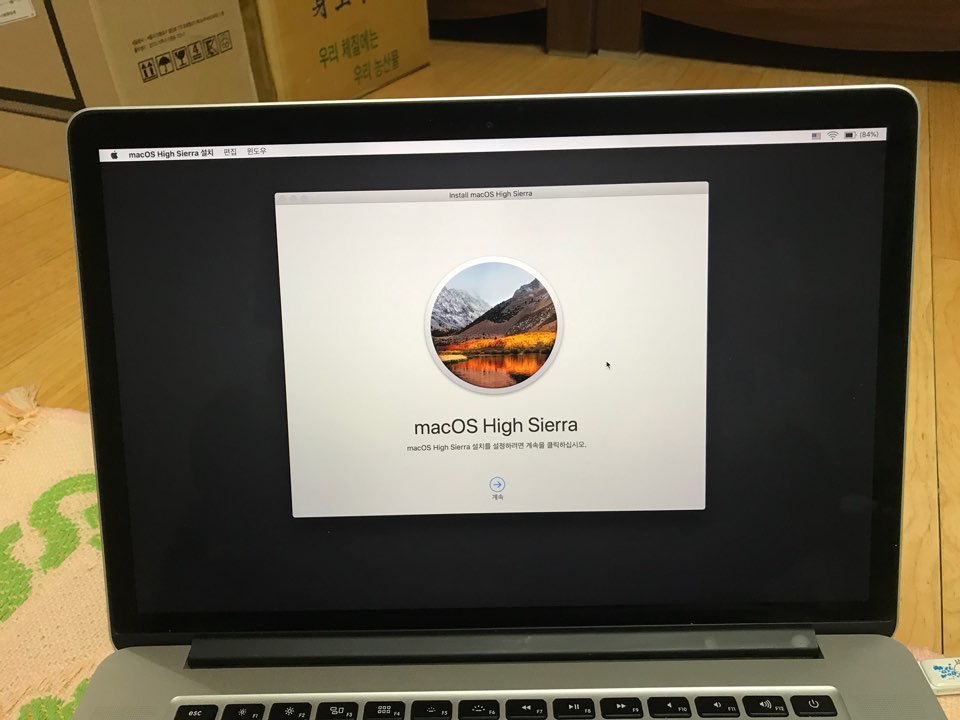 우리 체질에는
우리 농산물
macOS High Sierra 설치 편집 윈도우
(84%)
Install macOS High Sierra
macOS High Sierra
macOS High Sierra 설치를 설정하려면 계속을 클릭하십시오.
계속
esc F1 F2 F3 F4 F5 F6 F7 F8 F9 F10 F11 F12